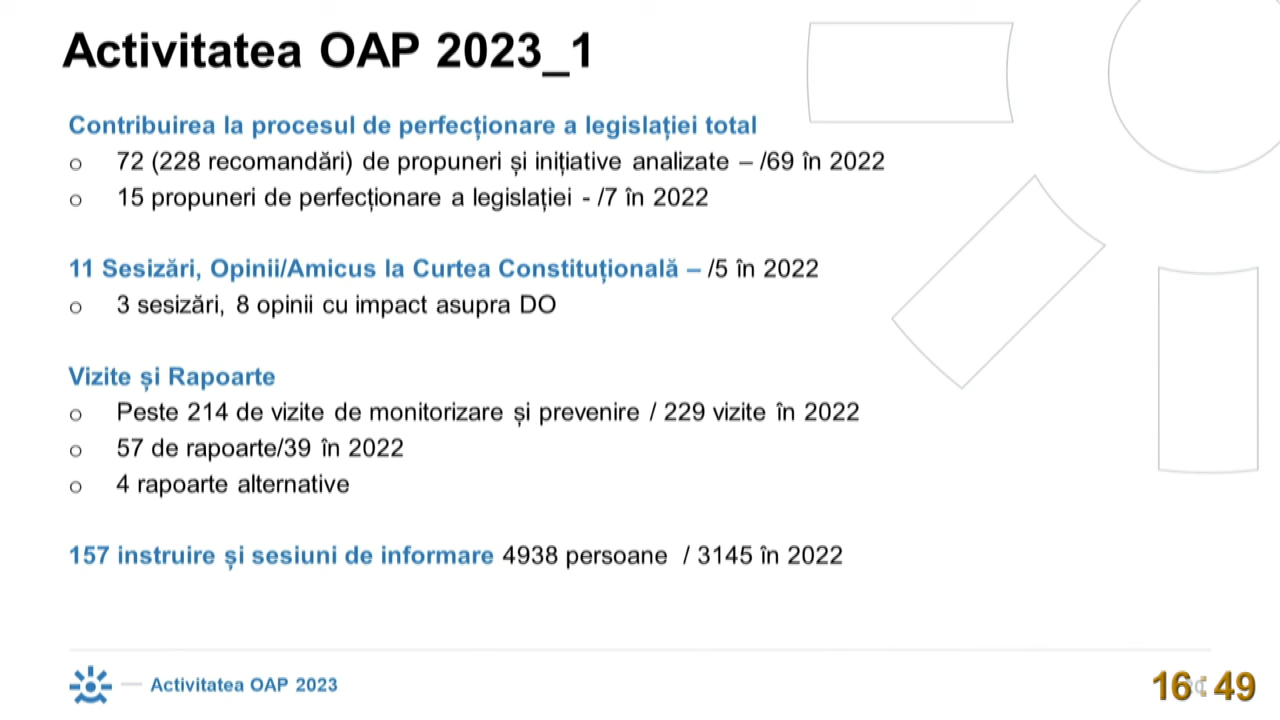 Activitatea OAP 2023_1
Contribuirea la procesul de perfecționare a legislației total
o 72 (228 recomandări) de propuneri și inițiative analizate – /69 în 2022
o 15 propuneri de perfecționare a legislației - /7 în 2022
11 Sesizări, Opinii/Amicus la Curtea Constituțională – /5 în 2022
o 3 sesizări, 8 opinii cu impact asupra DO
Vizite și Rapoarte
o Peste 214 de vizite de monitorizare și prevenire / 229 vizite în 2022
o 57 de rapoarte/39 în 2022
o 4 rapoarte alternative
157 instruire și sesiuni de informare 4938 persoane / 3145 în 2022
Activitatea OAP 2023
16:49